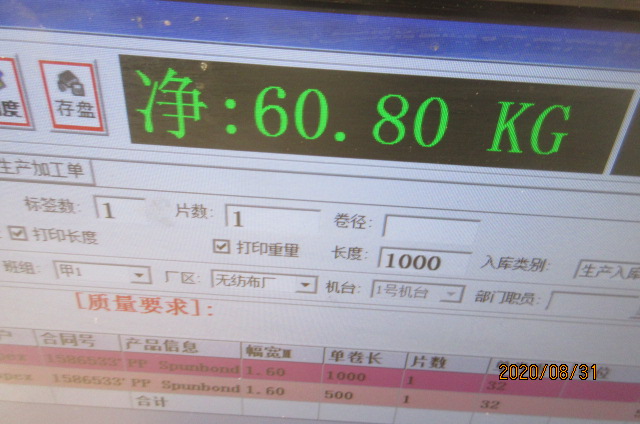 度 存盘 净:60.80 KG
生产加工单
标签数: 1 片数: 1 卷径:
打印长度 打印重量 长度: 1000 入库类别: 生产入库
班组: 甲1 厂区: 无纺布厂 机台: 1号机台 部门职员:
[质量要求]:
合同号 产品信息 幅宽M 单卷长 片数
1586533' PP Spunbond 1.60 1000 1 32
1586533' PP Spunbond 1.60 500 1 32
合计
2020/08/31